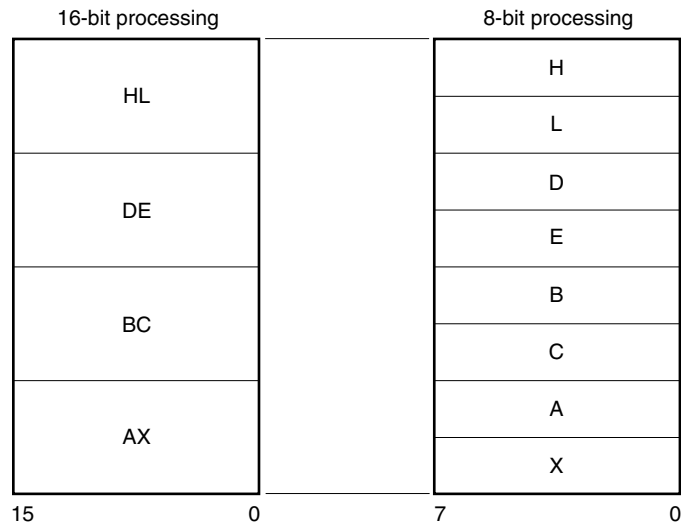 16-bit processing
8-bit processing
HL
DE
BC
AX
H
L
D
E
B
C
A
X
15 0
7 0